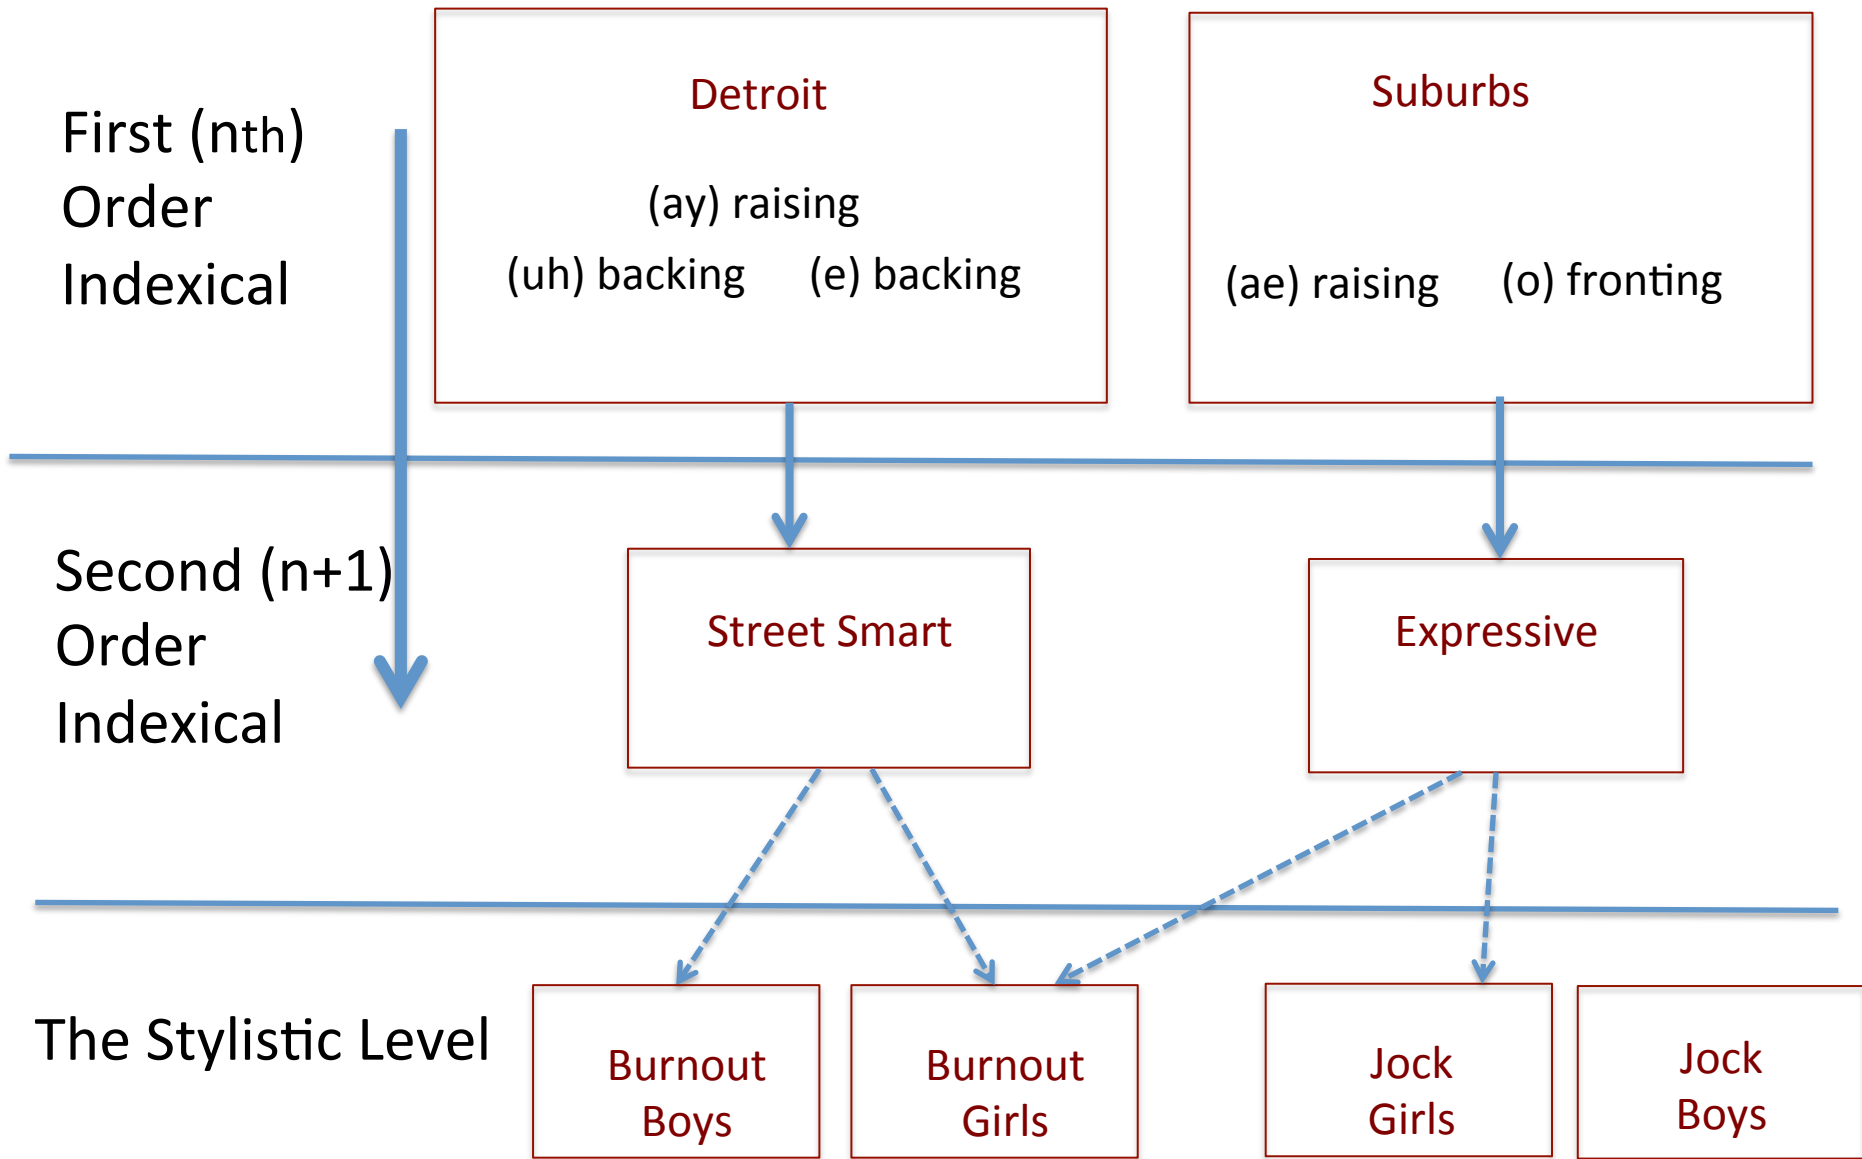 First (nth)
Order
Indexical
Detroit
(ay) raising
(uh) backing (e) backing
Suburbs
(ae) raising (o) fronting
Second (n+1)
Order
Indexical
Street Smart
Expressive
The Stylistic Level
Burnout
Boys
Burnout
Girls
Jock
Girls
Jock
Boys